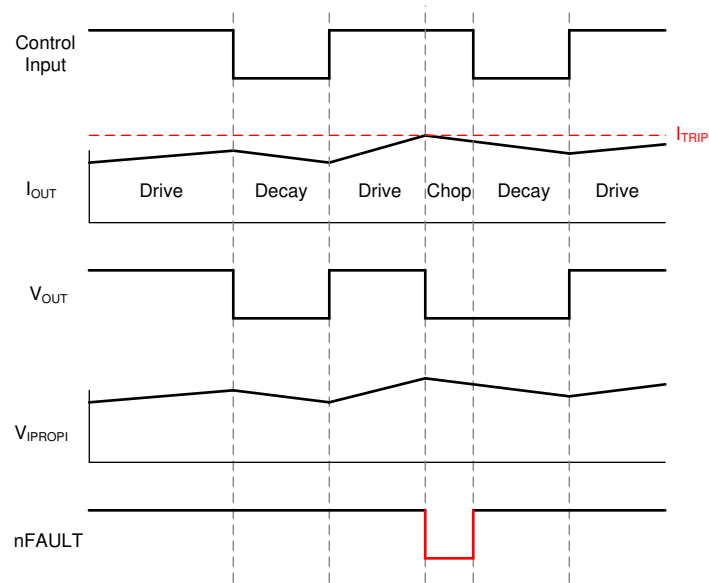 Control
Input
ITRIP
IOUT
Drive Decay Drive Chop Decay Drive
VOUT
VIPROPI
nFAULT